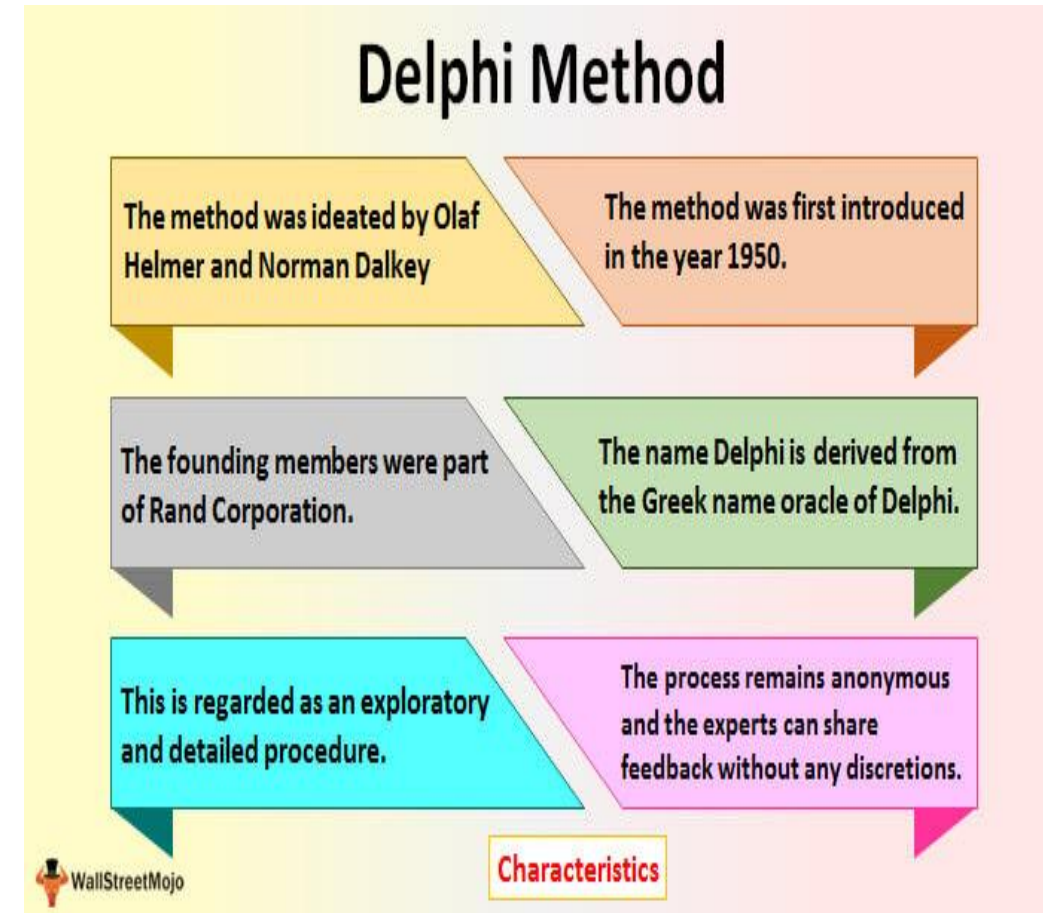 Delphi Method
The method was ideated by Olaf
Helmer and Norman Dalkey
The method was first introduced
in the year 1950.
The founding members were part
of Rand Corporation.
The name Delphi is derived from
the Greek name oracle of Delphi.
This is regarded as an exploratory
and detailed procedure.
The process remains anonymous
and the experts can share
feedback without any discretions.
Characteristics
WallStreetMojo